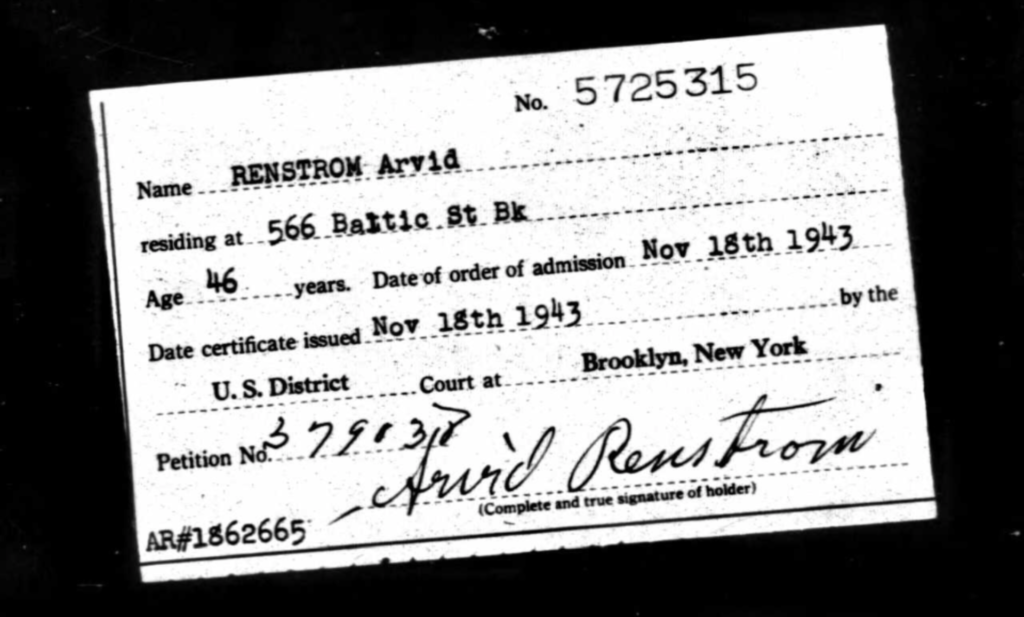 No. 5725315
Name RENSTROM Arvid
residing at 566 Baltic St Bk
Age 46 years. Date of order of admission Nov 18th 1943
Date certificate issued Nov 18th 1943 by the
U. S. District Court at Brooklyn, New York
Petition No.
Arvid Renstrom
(Complete and true signature of holder)
AR#1862665